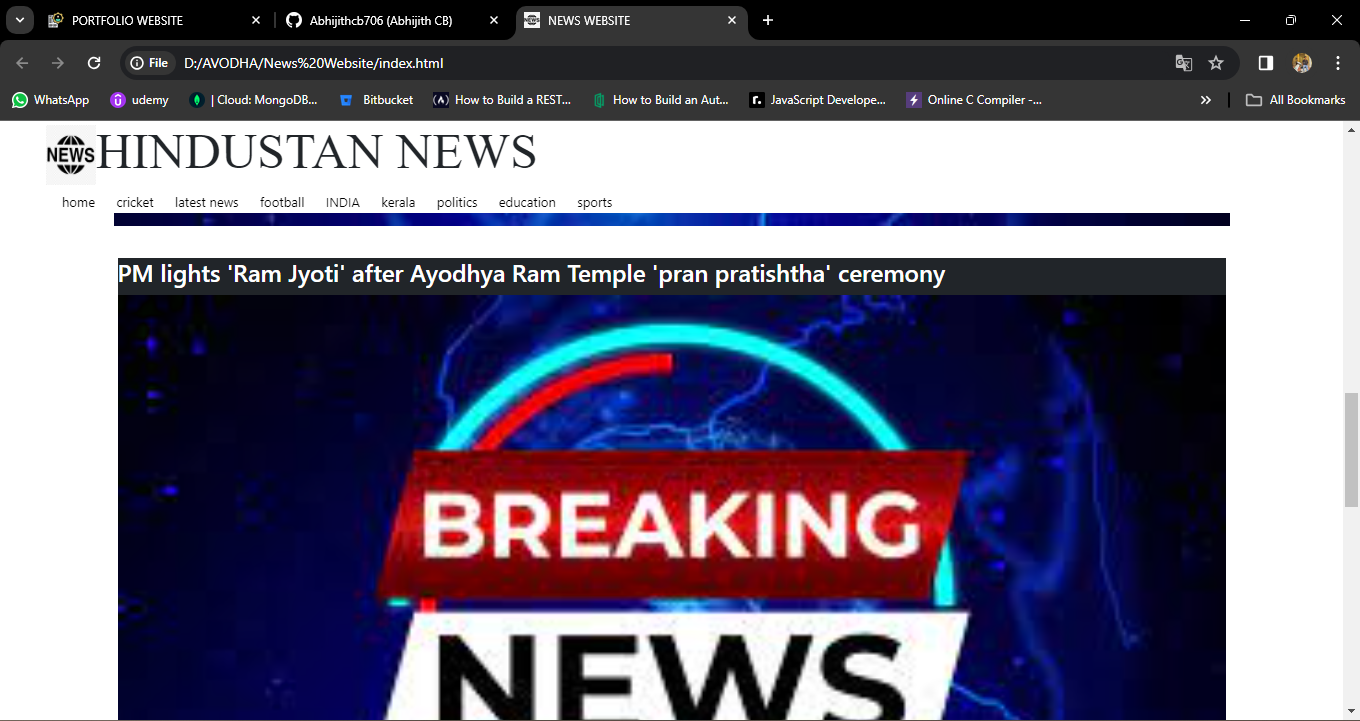 PORTFOLIO WEBSITE
Abhijithcb706 (Abhijith CB)
NEWS WEBSITE
File D:/AVODHA/News%20Website/index.html
WhatsApp udemy | Cloud: MongoDB... Bitbucket How to Build a REST... How to Build an Aut... JavaScript Develope... Online C Compiler -... All Bookmarks
NEWS HINDUSTAN NEWS
home cricket latest news football INDIA kerala politics education sports
PM lights 'Ram Jyoti' after Ayodhya Ram Temple 'pran pratishtha' ceremony
BREAKING
NEWS